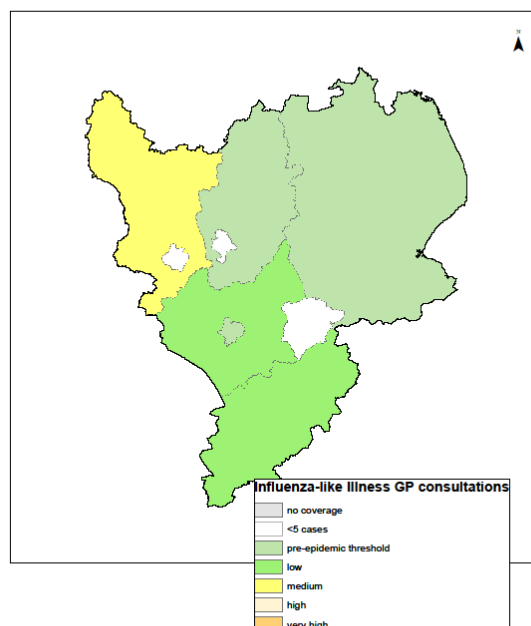 N
Influenza-like Illness GP consultations
no coverage
<5 cases
pre-epidemic threshold
low
medium
high
very high